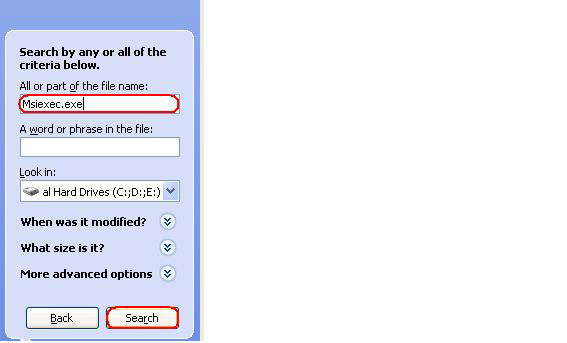 Search by any or all of the
criteria below.
All or part of the file name:
Msiexec.exe
A word or phrase in the file:
Look in:
al Hard Drives (C:;D:;E:)
When was it modified?
What size is it?
More advanced options
Back Search